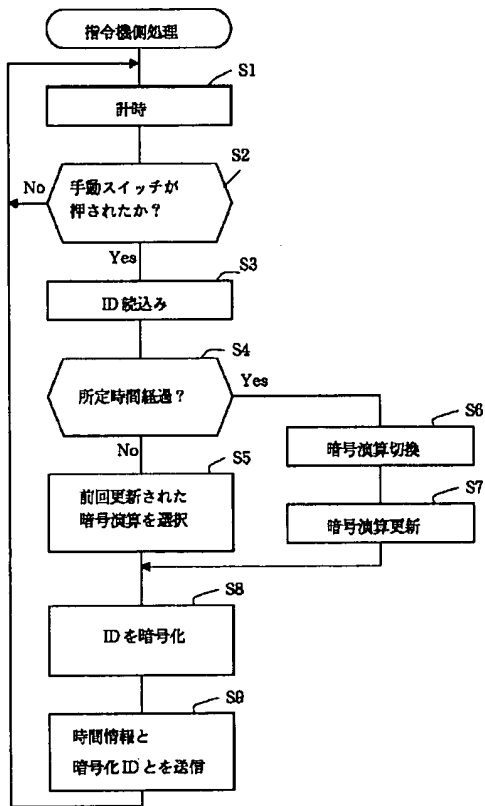 指令機側処理
S1
計時
S2
No
手動スイッチが
押されたか？
Yes
S3
ID読込み
S4
所定時間経過？
Yes
S6
暗号演算切換
No
S5
前回更新された
暗号演算を選択
S7
暗号演算更新
S8
IDを暗号化
S9
時間情報と
暗号化IDとを送信